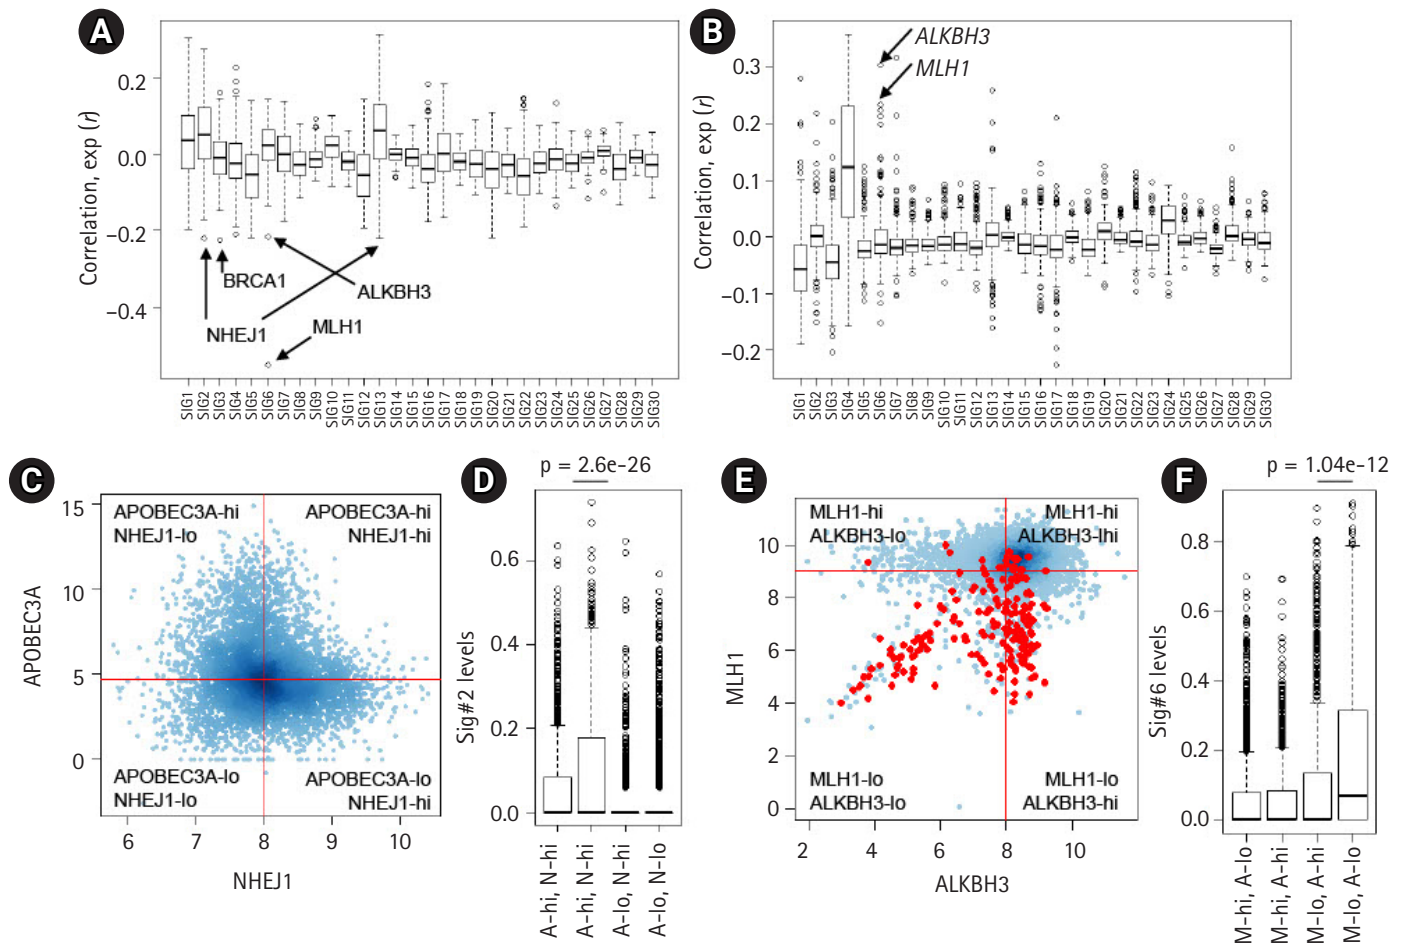 A
Correlation, exp (r)
0.2
0.0
−0.2
−0.4
BRCA1
ALKBH3
NHEJ1
MLH1
SIG1
SIG2
SIG3
SIG4
SIG5
SIG6
SIG7
SIG8
SIG9
SIG10
SIG11
SIG12
SIG13
SIG14
SIG15
SIG16
SIG17
SIG18
SIG19
SIG20
SIG21
SIG22
SIG23
SIG24
SIG25
SIG26
SIG27
SIG28
SIG29
SIG30
B
Correlation, exp (r)
0.3
0.2
0.1
0.0
−0.1
−0.2
ALKBH3
MLH1
SIG1
SIG2
SIG3
SIG4
SIG5
SIG6
SIG7
SIG8
SIG9
SIG10
SIG11
SIG12
SIG13
SIG14
SIG15
SIG16
SIG17
SIG18
SIG19
SIG20
SIG21
SIG22
SIG23
SIG24
SIG25
SIG26
SIG27
SIG28
SIG29
SIG30
C
APOBEC3A
15
10
5
0
APOBEC3A-hi
NHEJ1-lo
APOBEC3A-hi
NHEJ1-hi
APOBEC3A-lo
NHEJ1-lo
APOBEC3A-lo
NHEJ1-hi
6
7
8
9
10
NHEJ1
D
p = 2.6e-26
Sig#2 levels
0.6
0.4
0.2
0.0
A-hi, N-hi
A-hi, N-hi
A-lo, N-hi
A-lo, N-lo
E
MLH1
10
8
6
4
2
0
MLH1-hi
ALKBH3-lo
MLH1-hi
ALKBH3-lhi
MLH1-lo
ALKBH3-lo
MLH1-lo
ALKBH3-hi
2
4
6
8
10
ALKBH3
F
p = 1.04e-12
Sig#6 levels
0.8
0.6
0.4
0.2
0.0
M-hi, A-lo
M-hi, A-hi
M-lo, A-hi
M-lo, A-lo